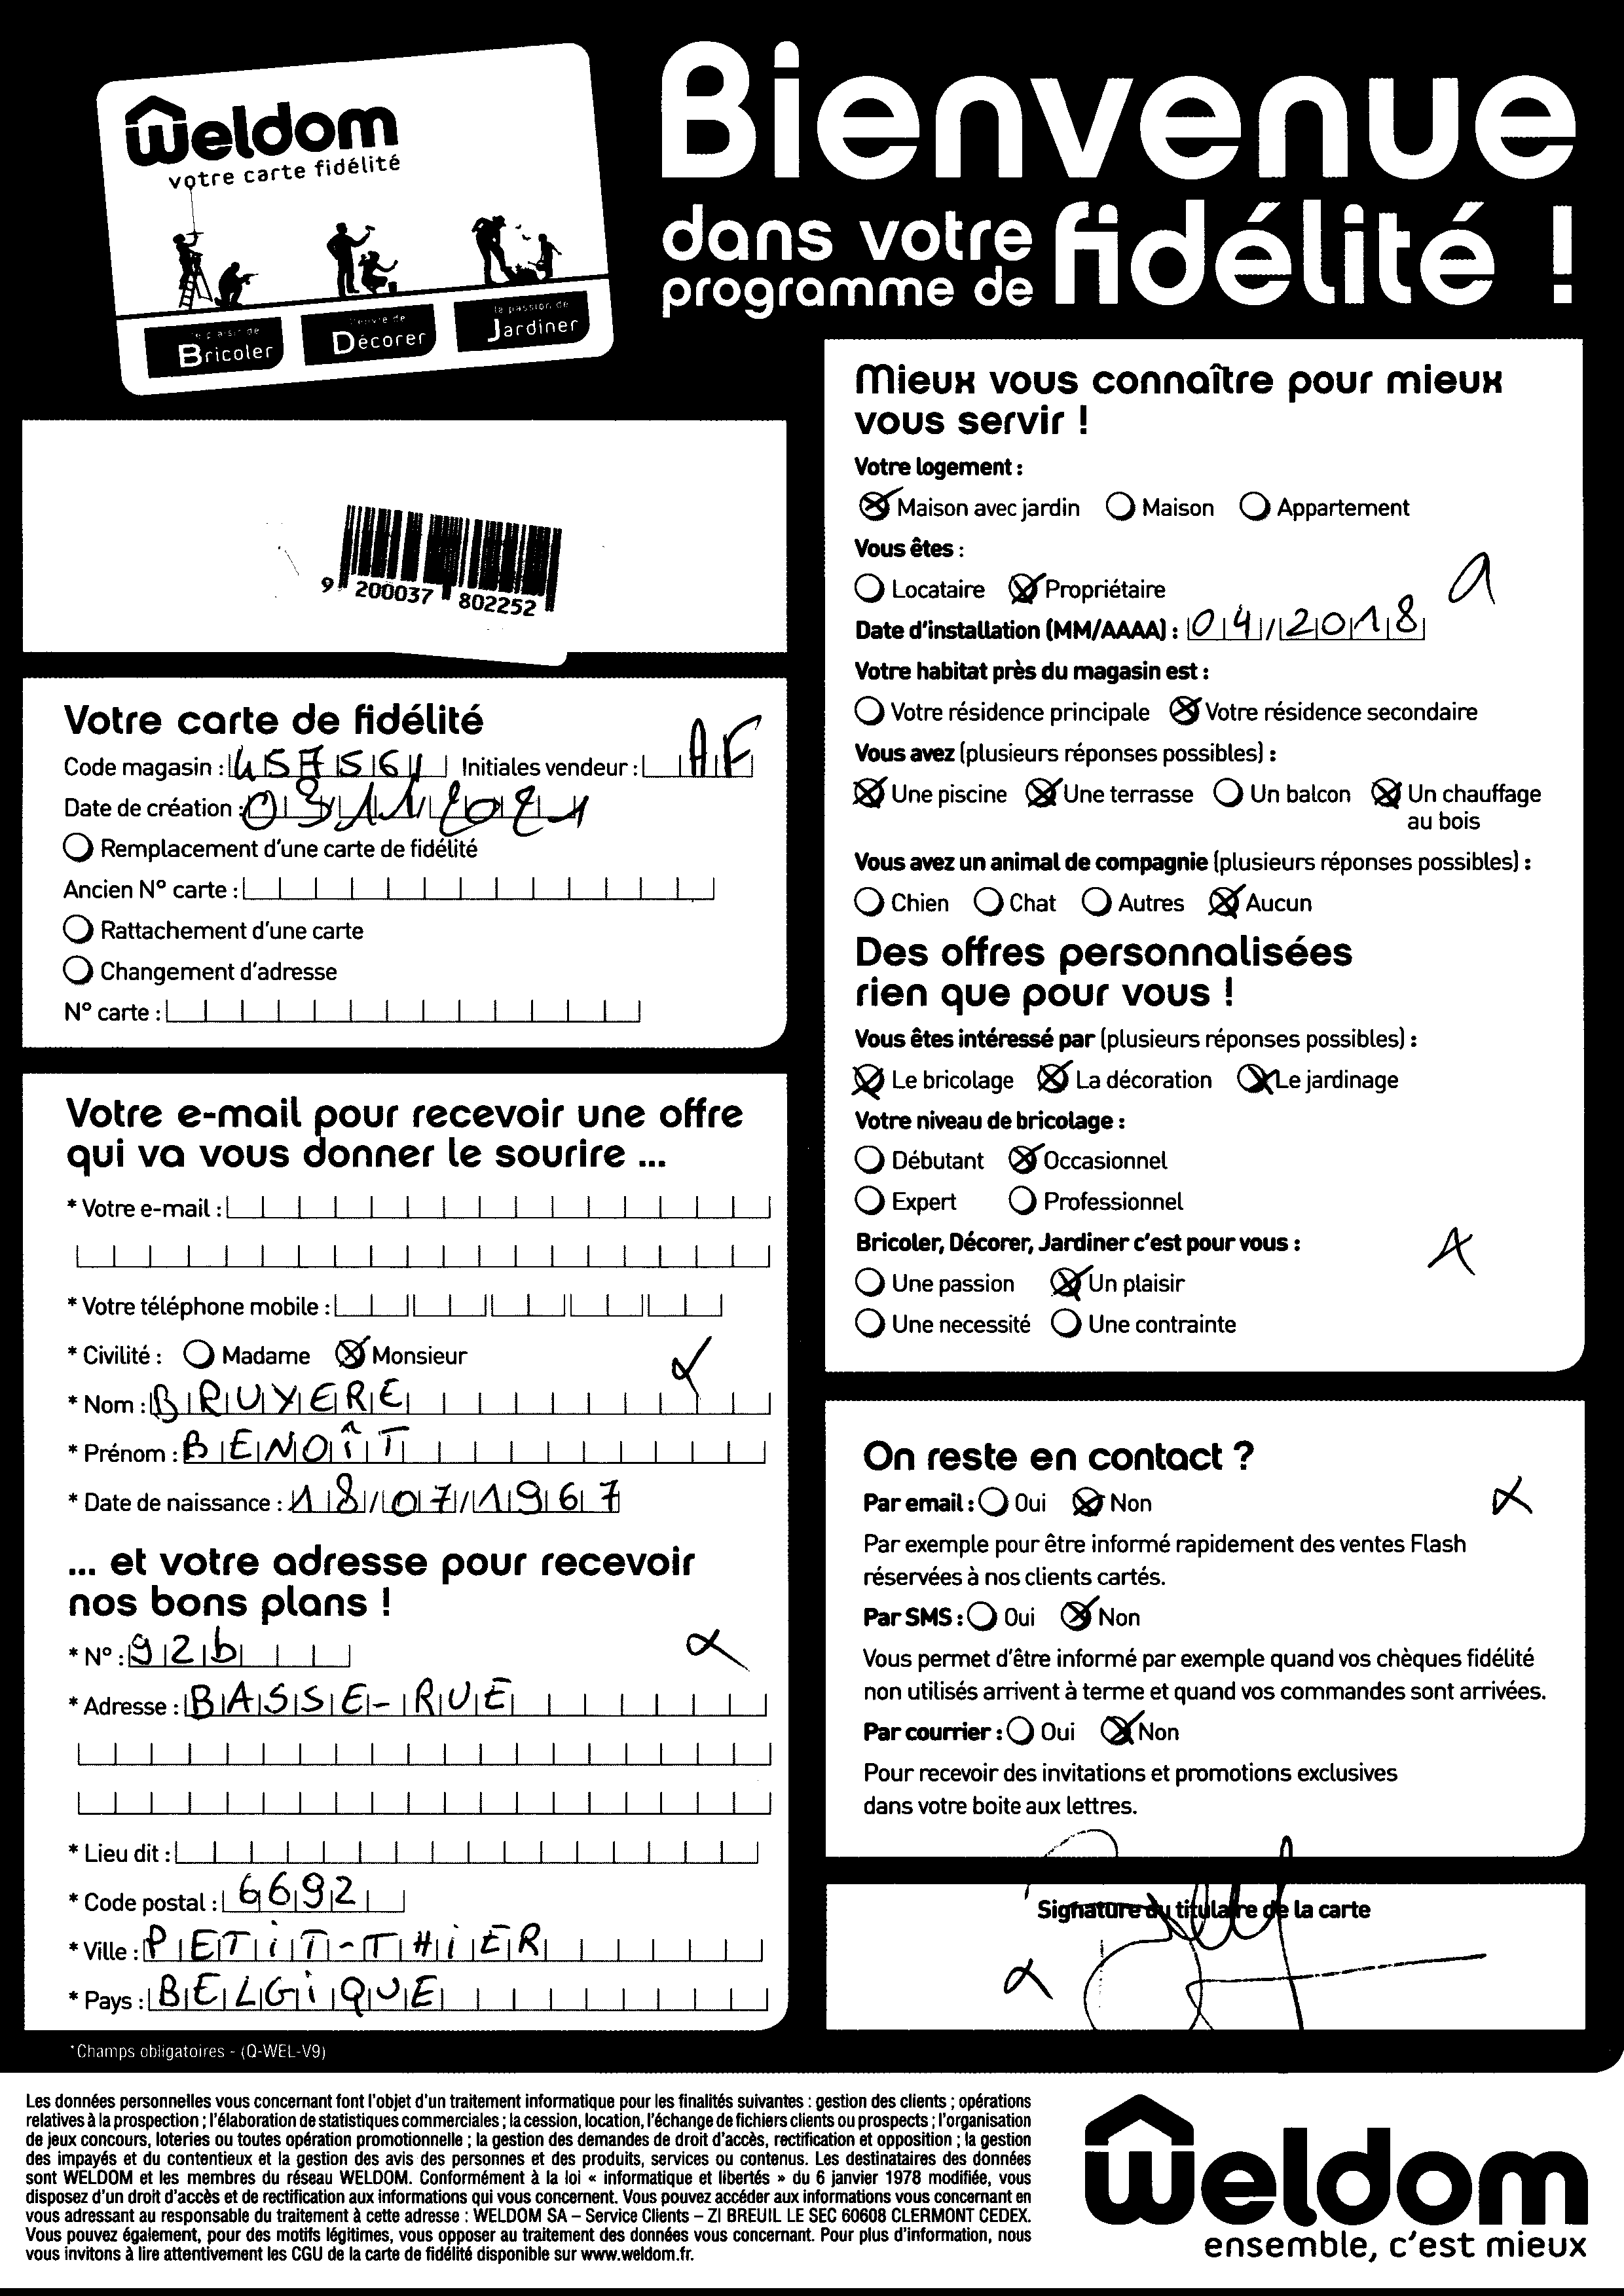 weldom
votre carte fidélité
le plaisir de
Bricoler
l'envie de
Décorer
la passion de
Jardiner
Bienvenue
dans votre
programme de
fidélité !
9 200037 802252
Votre carte de fidélité
Code magasin : Initiales vendeur : AF
Date de création :
Remplacement d'une carte de fidélité
Ancien N° carte :
Rattachement d'une carte
Changement d'adresse
N° carte :
Votre e-mail pour recevoir une offre
qui va vous donner le sourire ...
* Votre e-mail :
* Votre téléphone mobile :
* Civilité : Madame Monsieur
* Nom : BRUYERE
* Prénom : BENOÎT
* Date de naissance : 18/07/1967
... et votre adresse pour recevoir
nos bons plans !
* N° : 92b
* Adresse : BASSE-RUE
* Lieu dit :
* Code postal : 6692
* Ville : PETIT-THIER
* Pays : BELGIQUE
*Champs obligatoires - (Q-WEL-V9)
Mieux vous connaître pour mieux
vous servir !
Votre logement :
Maison avec jardin Maison Appartement
Vous êtes :
Locataire Propriétaire
Date d'installation (MM/AAAA) : 04/2018
Votre habitat près du magasin est :
Votre résidence principale Votre résidence secondaire
Vous avez (plusieurs réponses possibles) :
Une piscine Une terrasse Un balcon Un chauffage
au bois
Vous avez un animal de compagnie (plusieurs réponses possibles) :
Chien Chat Autres Aucun
Des offres personnalisées
rien que pour vous !
Vous êtes intéressé par (plusieurs réponses possibles) :
Le bricolage La décoration Le jardinage
Votre niveau de bricolage :
Débutant Occasionnel
Expert Professionnel
Bricoler, Décorer, Jardiner c'est pour vous :
Une passion Un plaisir
Une necessité Une contrainte
On reste en contact ?
Par email : Oui Non
Par exemple pour être informé rapidement des ventes Flash
réservées à nos clients cartés.
Par SMS : Oui Non
Vous permet d'être informé par exemple quand vos chèques fidélité
non utilisés arrivent à terme et quand vos commandes sont arrivées.
Par courrier : Oui Non
Pour recevoir des invitations et promotions exclusives
dans votre boite aux lettres.
Signature du titulaire de la carte
Les données personnelles vous concernant font l'objet d'un traitement informatique pour les finalités suivantes : gestion des clients ; opérations
relatives à la prospection ; l'élaboration de statistiques commerciales ; la cession, location, l'échange de fichiers clients ou prospects ; l'organisation
de jeux concours, loteries ou toutes opération promotionnelle ; la gestion des demandes de droit d'accès, rectification et opposition ; la gestion
des impayés et du contentieux et la gestion des avis des personnes et des produits, services ou contenus. Les destinataires des données
sont WELDOM et les membres du réseau WELDOM. Conformément à la loi « informatique et libertés » du 6 janvier 1978 modifiée, vous
disposez d'un droit d'accès et de rectification aux informations qui vous concernent. Vous pouvez accéder aux informations vous concernant en
vous adressant au responsable du traitement à cette adresse : WELDOM SA – Service Clients – ZI BREUIL LE SEC 60608 CLERMONT CEDEX.
Vous pouvez également, pour des motifs légitimes, vous opposer au traitement des données vous concernant. Pour plus d'information, nous
vous invitons à lire attentivement les CGU de la carte de fidélité disponible sur www.weldom.fr.
weldom
ensemble, c'est mieux